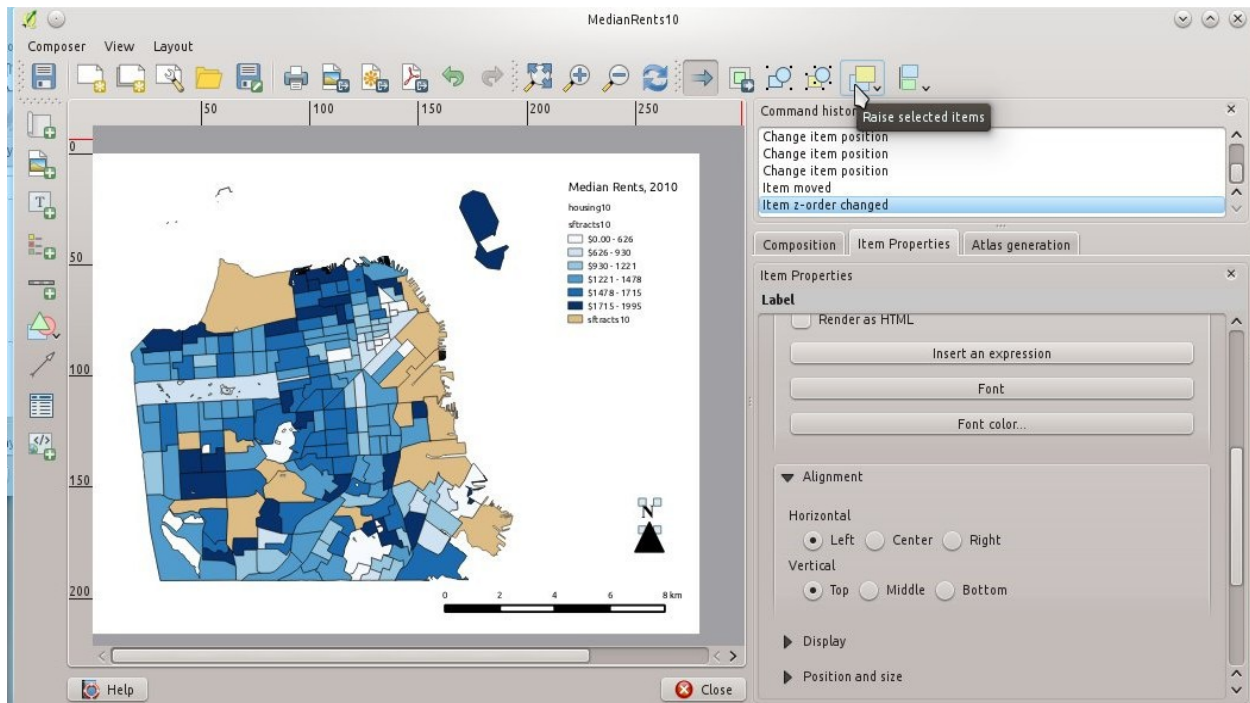 MedianRents10
Composer View Layout
50 100 150 200 250
0
50
100
150
200
Median Rents, 2010
housing10
sftracts10
$0.00 - 626
$626 - 930
$930 - 1221
$1221 - 1478
$1478 - 1715
$1715 - 1995
sftracts10
N
0 2 4 6 8 km
Help
Close
Command histor
Raise selected items
Change item position
Change item position
Change item position
Item moved
Item z-order changed
Composition Item Properties Atlas generation
Item Properties
Label
Render as HTML
Insert an expression
Font
Font color...
Alignment
Horizontal
Left Center Right
Vertical
Top Middle Bottom
Display
Position and size